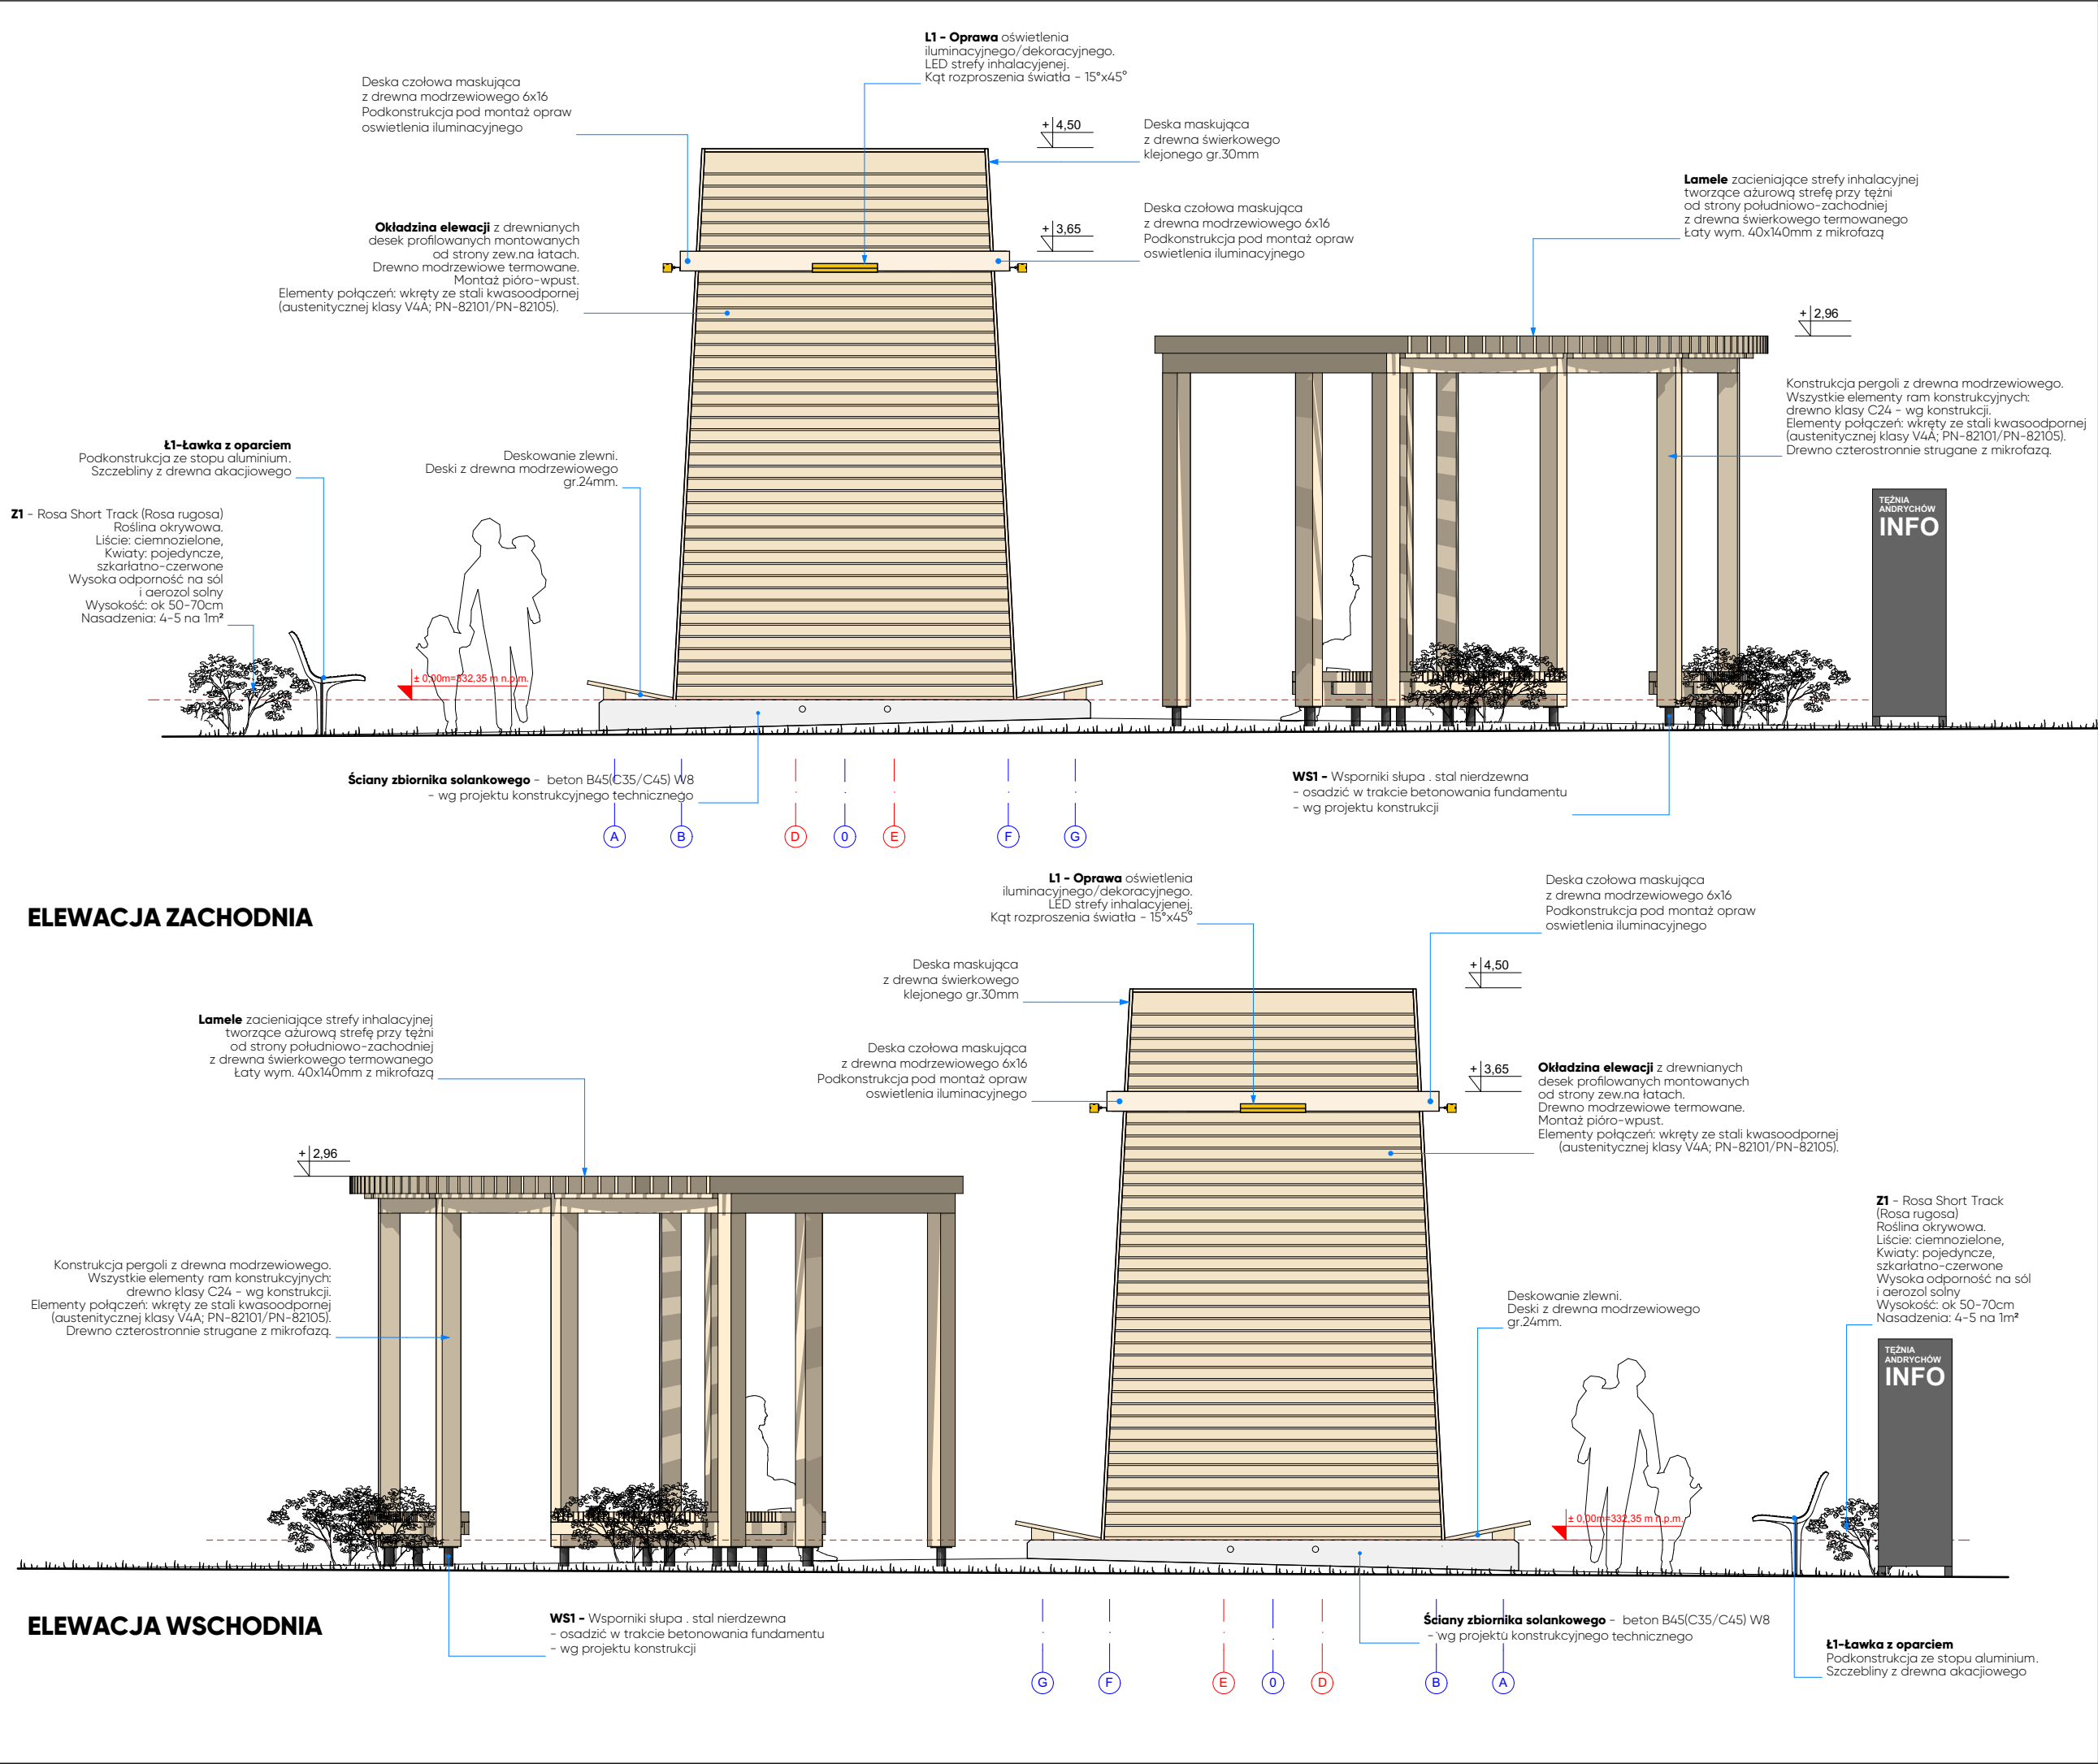 L1 - Oprawa oświetlenia
iluminacyjnego/dekoracyjnego.
LED strefy inhalacyjenej.
Kąt rozproszenia światła - 15°x45°
Deska czołowa maskująca
z drewna modrzewiowego 6x16
Podkonstrukcja pod montaż opraw
oswietlenia iluminacyjnego
+ 4,50
Deska maskująca
z drewna świerkowego
klejonego gr.30mm
Lamele zacieniające strefy inhalacyjnej
tworzące ażurową strefę przy tężni
od strony południowo-zachodniej
z drewna świerkowego termowanego
Łaty wym. 40x140mm z mikrofazą
Okładzina elewacji z drewnianych
desek profilowanych montowanych
od strony zew.na łatach.
Drewno modrzewiowe termowane.
Montaż pióro-wpust.
Elementy połączeń: wkręty ze stali kwasoodpornej
(austenitycznej klasy V4A; PN-82101/PN-82105).
+ 3,65
Deska czołowa maskująca
z drewna modrzewiowego 6x16
Podkonstrukcja pod montaż opraw
oswietlenia iluminacyjnego
+ 2,96
Konstrukcja pergoli z drewna modrzewiowego.
Wszystkie elementy ram konstrukcyjnych:
drewno klasy C24 - wg konstrukcji.
Elementy połączeń: wkręty ze stali kwasoodpornej
(austenitycznej klasy V4A; PN-82101/PN-82105).
Drewno czterostronnie strugane z mikrofazą.
Ł1-Ławka z oparciem
Podkonstrukcja ze stopu aluminium.
Szczebliny z drewna akacjiowego
Deskowanie zlewni.
Deski z drewna modrzewiowego
gr.24mm.
Z1 - Rosa Short Track (Rosa rugosa)
Roślina okrywowa.
Liście: ciemnozielone,
Kwiaty: pojedyncze,
szkarłatno-czerwone
Wysoka odporność na sól
i aerozol solny
Wysokość: ok 50-70cm
Nasadzenia: 4-5 na 1m²
TĘŻNIA
ANDRYCHÓW
INFO
± 0,00m=332,35 m n.p.m.
Ściany zbiornika solankowego - beton B45(C35/C45) W8
- wg projektu konstrukcyjnego technicznego
WS1 - Wsporniki słupa . stal nierdzewna
- osadzić w trakcie betonowania fundamentu
- wg projektu konstrukcji
A B D 0 E F G
ELEWACJA ZACHODNIA
L1 - Oprawa oświetlenia
iluminacyjnego/dekoracyjnego.
LED strefy inhalacyjenej.
Kąt rozproszenia światła - 15°x45°
Deska czołowa maskująca
z drewna modrzewiowego 6x16
Podkonstrukcja pod montaż opraw
oswietlenia iluminacyjnego
Deska maskująca
z drewna świerkowego
klejonego gr.30mm
+ 4,50
Lamele zacieniające strefy inhalacyjnej
tworzące ażurową strefę przy tężni
od strony południowo-zachodniej
z drewna świerkowego termowanego
Łaty wym. 40x140mm z mikrofazą
Deska czołowa maskująca
z drewna modrzewiowego 6x16
Podkonstrukcja pod montaż opraw
oswietlenia iluminacyjnego
+ 3,65
Okładzina elewacji z drewnianych
desek profilowanych montowanych
od strony zew.na łatach.
Drewno modrzewiowe termowane.
Montaż pióro-wpust.
Elementy połączeń: wkręty ze stali kwasoodpornej
(austenitycznej klasy V4A; PN-82101/PN-82105).
+ 2,96
Z1 - Rosa Short Track
(Rosa rugosa)
Roślina okrywowa.
Liście: ciemnozielone,
Kwiaty: pojedyncze,
szkarłatno-czerwone
Wysoka odporność na sól
i aerozol solny
Wysokość: ok 50-70cm
Nasadzenia: 4-5 na 1m²
Konstrukcja pergoli z drewna modrzewiowego.
Wszystkie elementy ram konstrukcyjnych:
drewno klasy C24 - wg konstrukcji.
Elementy połączeń: wkręty ze stali kwasoodpornej
(austenitycznej klasy V4A; PN-82101/PN-82105).
Drewno czterostronnie strugane z mikrofazą.
Deskowanie zlewni.
Deski z drewna modrzewiowego
gr.24mm.
TĘŻNIA
ANDRYCHÓW
INFO
± 0,00m=332,35 m n.p.m.
ELEWACJA WSCHODNIA
WS1 - Wsporniki słupa . stal nierdzewna
- osadzić w trakcie betonowania fundamentu
- wg projektu konstrukcji
Ściany zbiornika solankowego - beton B45(C35/C45) W8
- wg projektu konstrukcyjnego technicznego
Ł1-Ławka z oparciem
Podkonstrukcja ze stopu aluminium.
Szczebliny z drewna akacjiowego
G F E 0 D B A